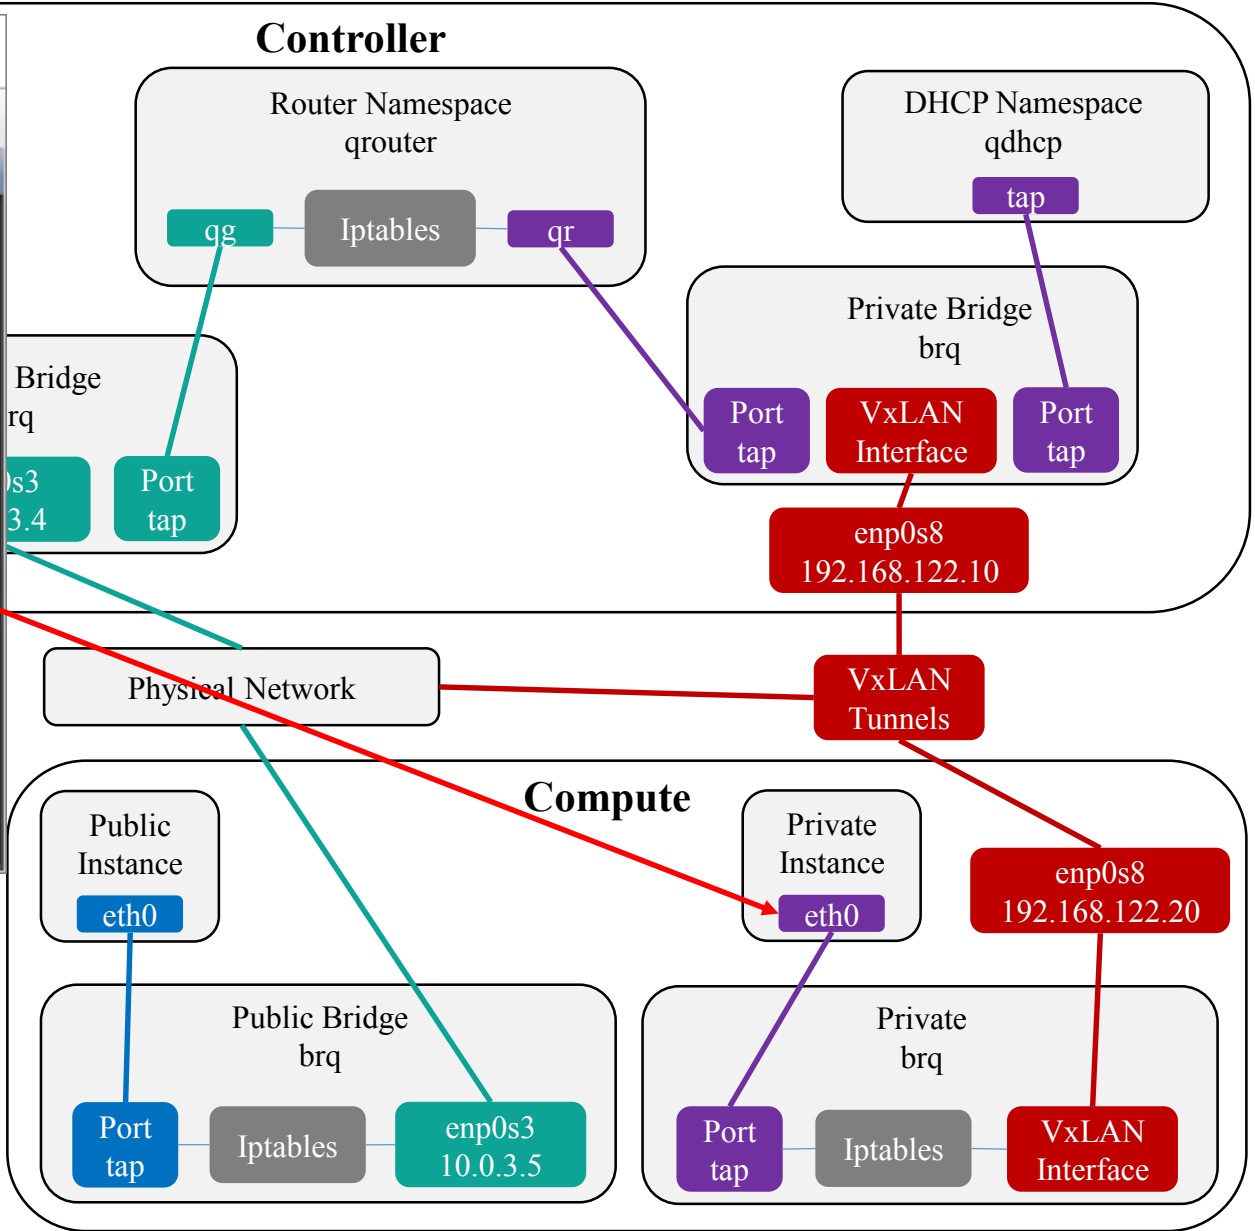 Controller
Router Namespace
qrouter
DHCP Namespace
qdhcp
tap
qg
Iptables
qr
Private Bridge
brq
Bridge
Port
tap
VxLAN
Interface
Port
tap
Port
tap
enp0s8
192.168.122.10
Physical Network
VxLAN
Tunnels
Compute
Public
Instance
eth0
Private
Instance
eth0
enp0s8
192.168.122.20
Public Bridge
brq
Private
brq
Port
tap
Iptables
enp0s3
10.0.3.5
Port
tap
Iptables
VxLAN
Interface